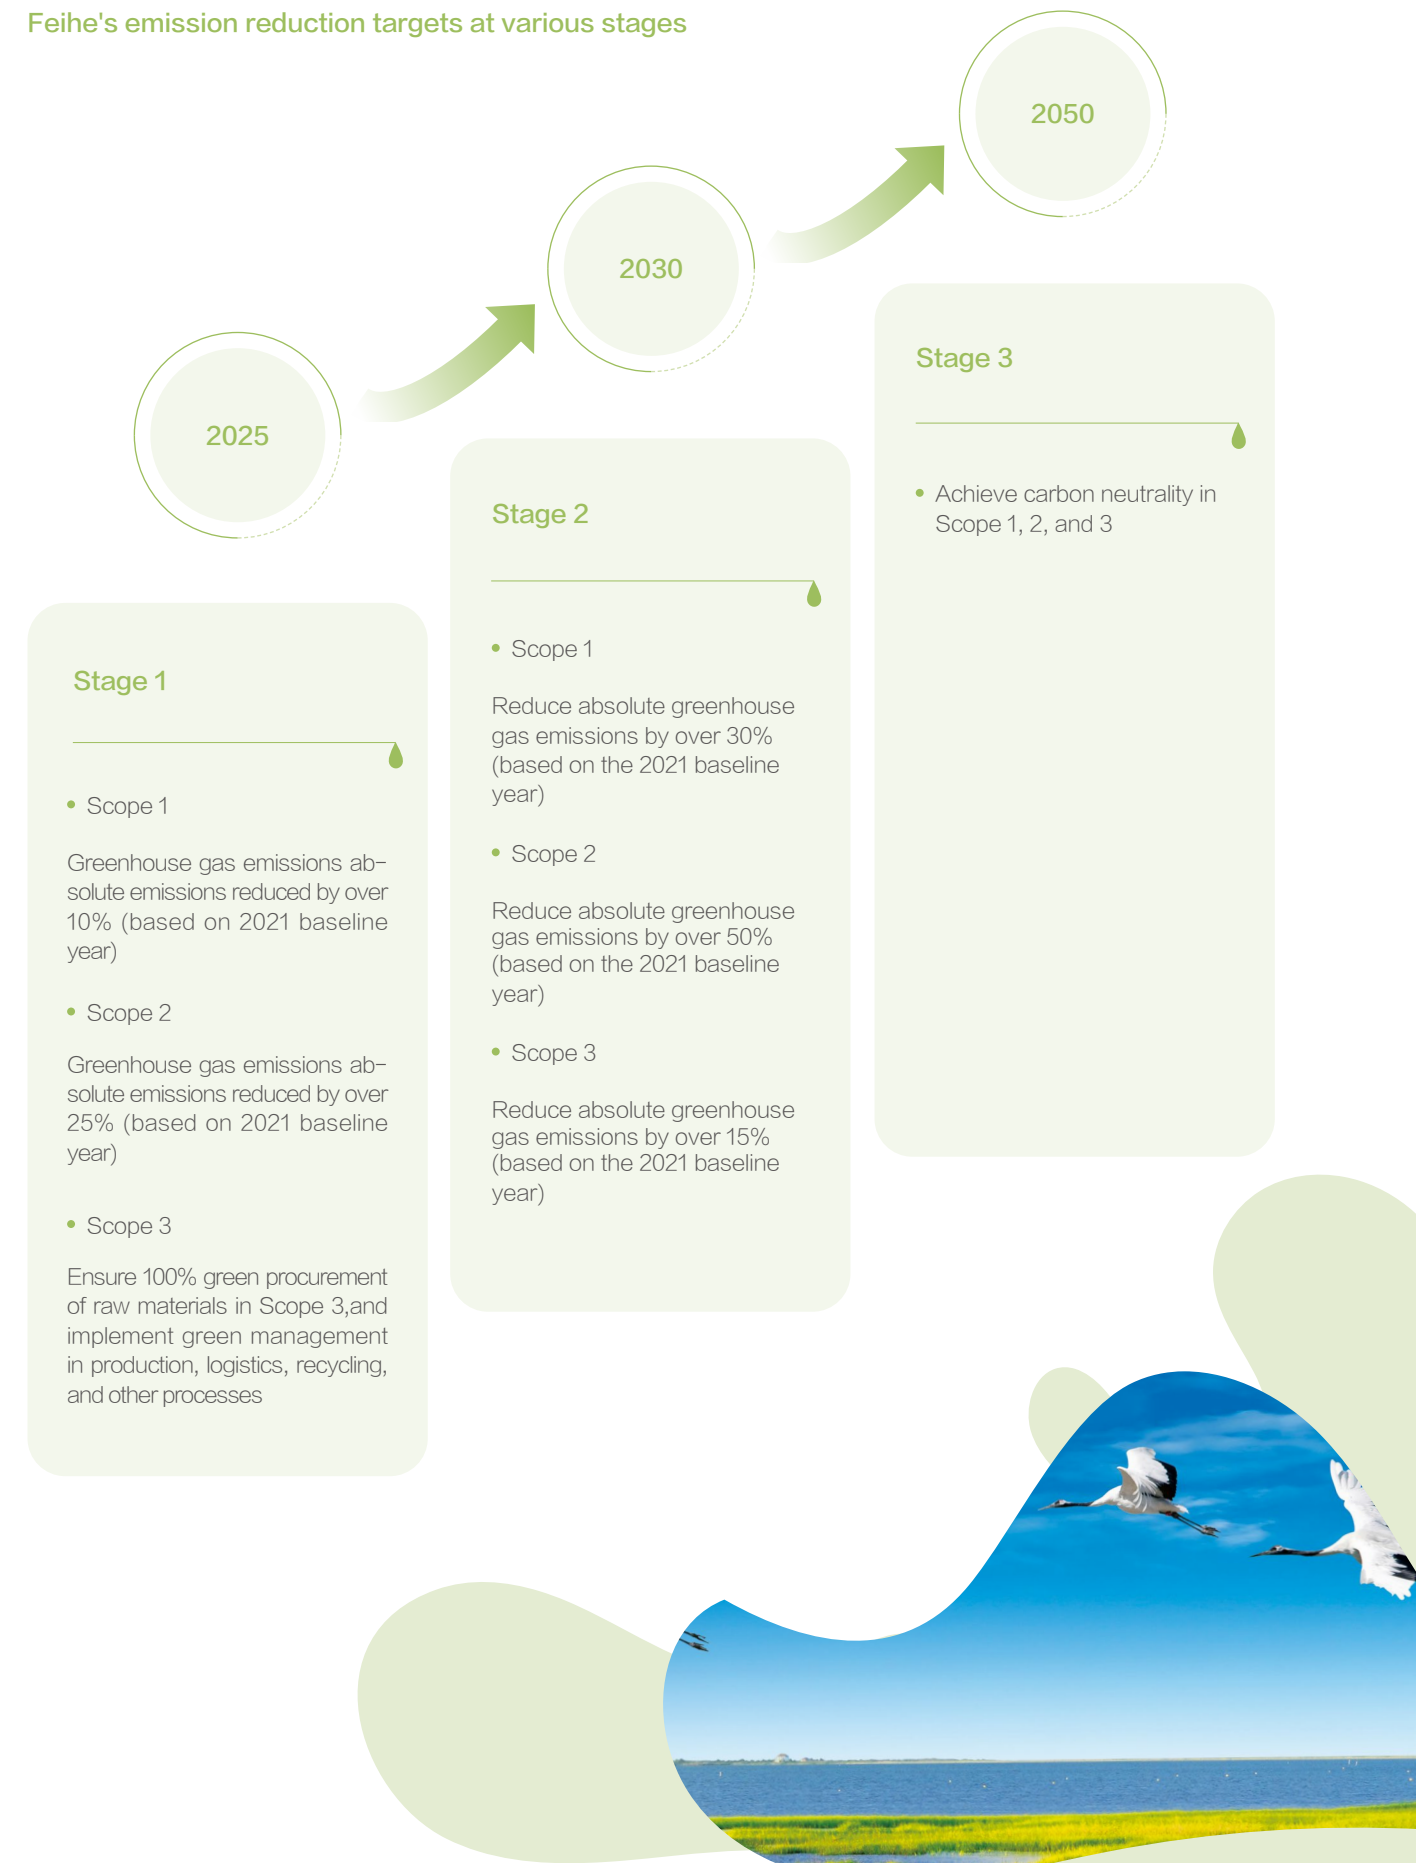 Feihe's emission reduction targets at various stages
2025
2030
2050
Stage 1
• Scope 1
Greenhouse gas emissions ab-
solute emissions reduced by over
10% (based on 2021 baseline
year)
• Scope 2
Greenhouse gas emissions ab-
solute emissions reduced by over
25% (based on 2021 baseline
year)
• Scope 3
Ensure 100% green procurement
of raw materials in Scope 3,and
implement green management
in production, logistics, recycling,
and other processes
Stage 2
• Scope 1
Reduce absolute greenhouse
gas emissions by over 30%
(based on the 2021 baseline
year)
• Scope 2
Reduce absolute greenhouse
gas emissions by over 50%
(based on the 2021 baseline
year)
• Scope 3
Reduce absolute greenhouse
gas emissions by over 15%
(based on the 2021 baseline
year)
Stage 3
• Achieve carbon neutrality in
Scope 1, 2, and 3